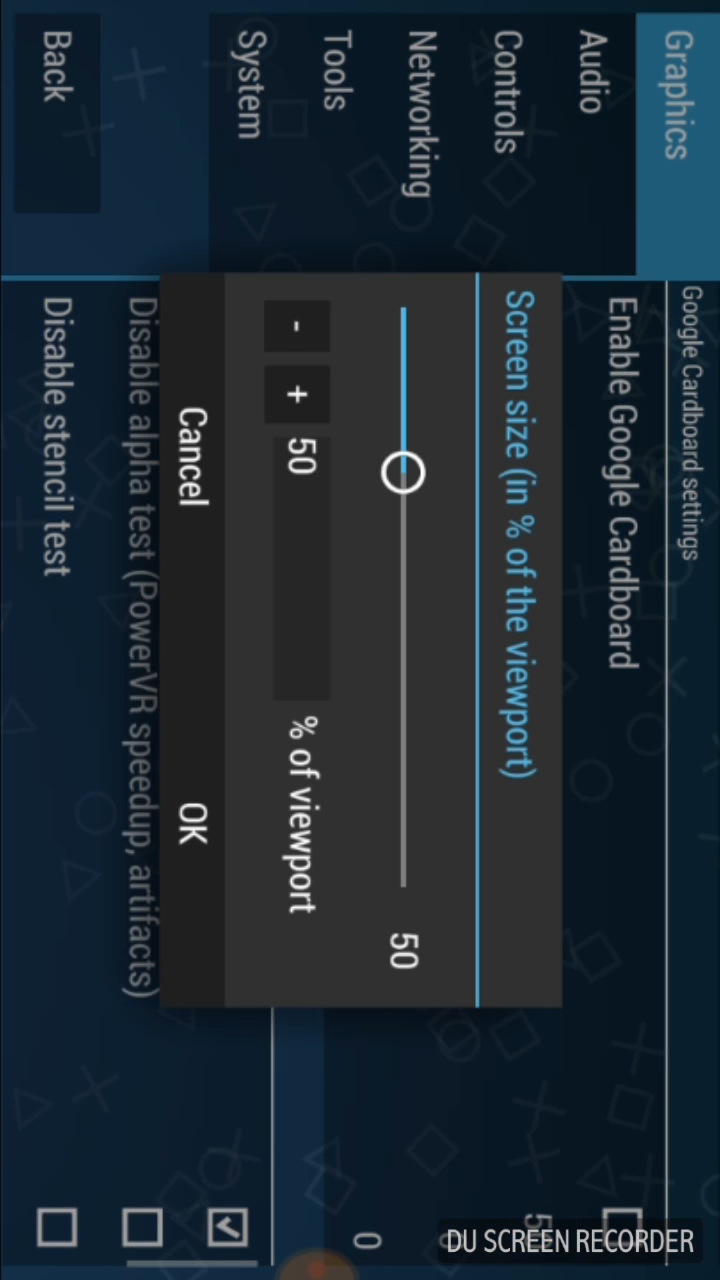 Graphics
Audio
Controls
Networking
Tools
System
Back
Google Cardboard settings
Enable Google Cardboard
Screen size (in % of the viewport)
50
- + 50 % of viewport
Cancel OK
0
Disable alpha test (PowerVR speedup, artifacts)
Disable stencil test
DU SCREEN RECORDER